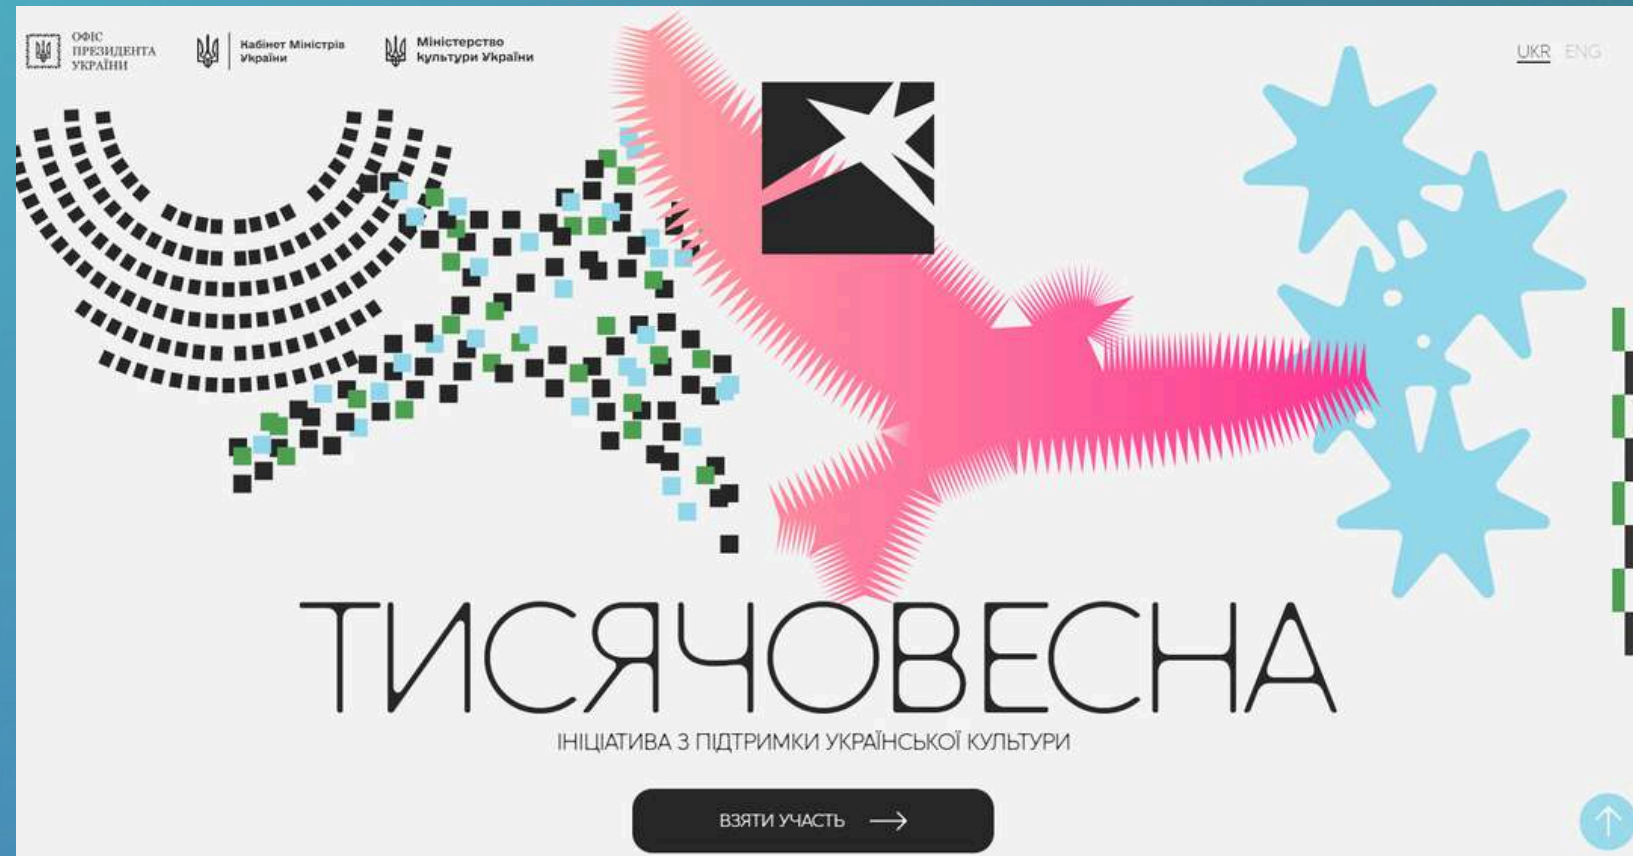 ОФІС
ПРЕЗИДЕНТА
УКРАЇНИ
Кабінет Міністрів
України
Міністерство
культури України
UKR ENG
ТИСЯЧОВЕСНА
ІНІЦІАТИВА З ПІДТРИМКИ УКРАЇНСЬКОЇ КУЛЬТУРИ
ВЗЯТИ УЧАСТЬ